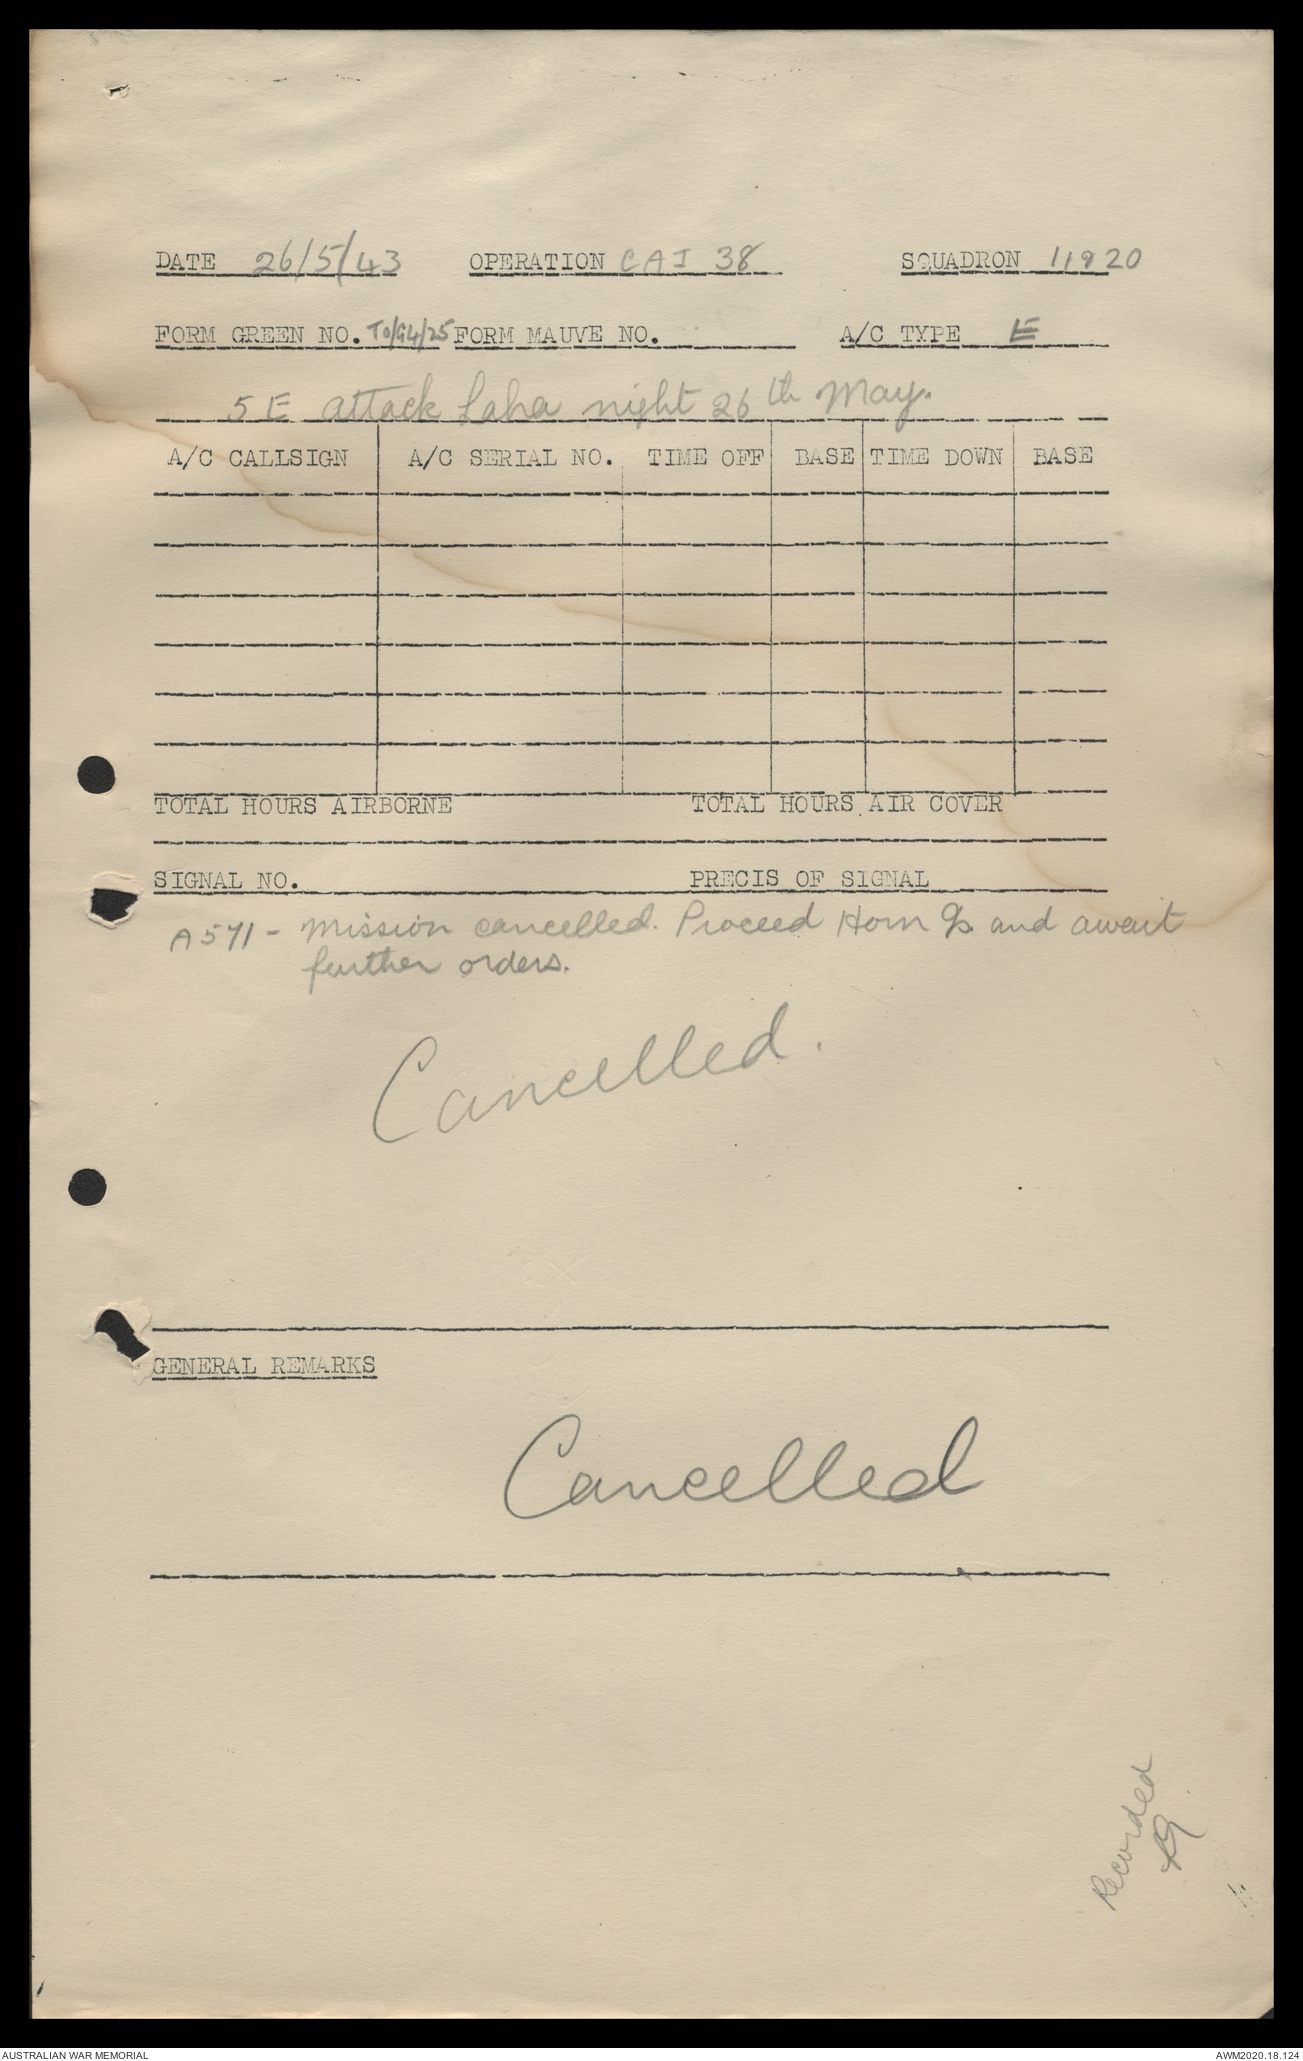 DATE 26/5/43 OPERATION CAI 38 SQUADRON 11 & 20
FORM GREEN NO. To/G4/25 FORM MAUVE NO. A/C TYPE E
5 E attack Laha night 26th May.
A/C CALLSIGN A/C SERIAL NO. TIME OFF BASE TIME DOWN BASE
TOTAL HOURS AIRBORNE TOTAL HOURS AIR COVER
SIGNAL NO. PRECIS OF SIGNAL
A571 - Mission cancelled. Proceed Horn Is and await
further orders.
Cancelled.
GENERAL REMARKS
Cancelled
Recorded
AUSTRALIAN WAR MEMORIAL AWM2020.18.124